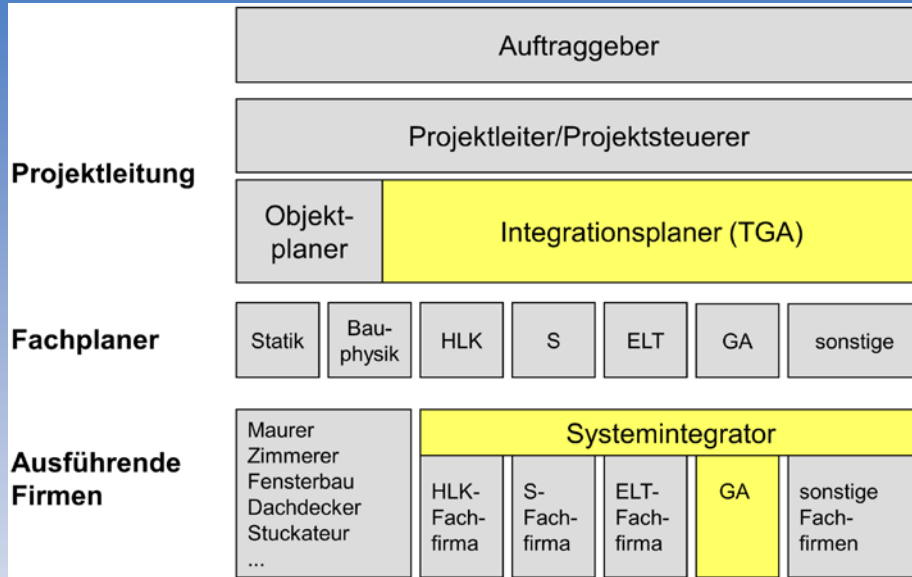 Auftraggeber
Projektleitung
Projektleiter/Projektsteuerer
Objekt-
planer
Integrationsplaner (TGA)
Fachplaner
Statik
Bau-
physik
HLK
S
ELT
GA
sonstige
Ausführende
Firmen
Maurer
Zimmerer
Fensterbau
Dachdecker
Stuckateur
...
Systemintegrator
HLK-
Fach-
firma
S-
Fach-
firma
ELT-
Fach-
firma
GA
sonstige
Fach-
firmen